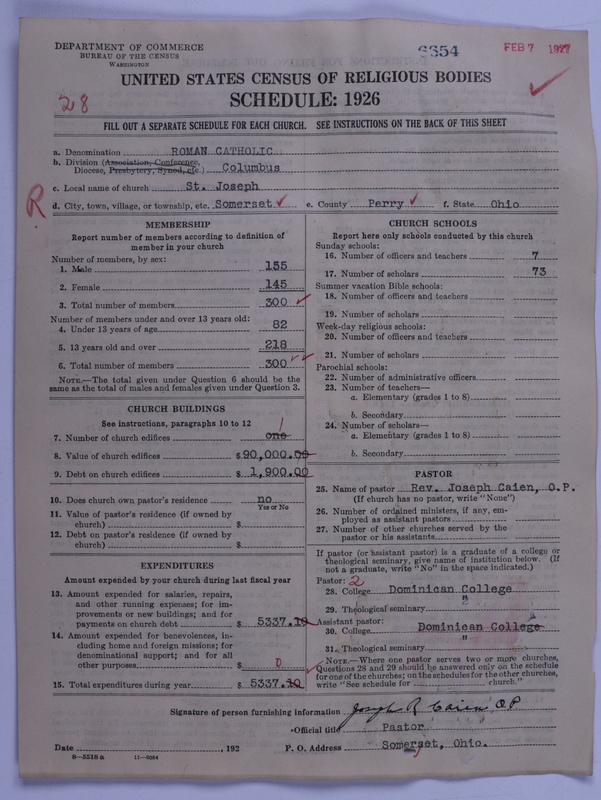 DEPARTMENT OF COMMERCE
BUREAU OF THE CENSUS
WASHINGTON
6354
FEB 7 1927
UNITED STATES CENSUS OF RELIGIOUS BODIES
28
SCHEDULE: 1926
FILL OUT A SEPARATE SCHEDULE FOR EACH CHURCH. SEE INSTRUCTIONS ON THE BACK OF THIS SHEET
a. Denomination ROMAN CATHOLIC
b. Division (Association, Conference, Diocese, Presbytery, Synod, etc.) Columbus
c. Local name of church St. Joseph
R
d. City, town, village, or township, etc. Somerset e. County Perry f. State Ohio
MEMBERSHIP
Report number of members according to definition of
member in your church
Number of members, by sex:
1. Male 155
2. Female 145
3. Total number of members 300
Number of members under and over 13 years old:
4. Under 13 years of age 82
5. 13 years old and over 218
6. Total number of members 300
NOTE.—The total given under Question 6 should be
same as the total of males and females given under Question 3.
CHURCH BUILDINGS
See instructions, paragraphs 10 to 12
7. Number of church edifices one 1
8. Value of church edifices $90,000.00
9. Debt on church edifices $ 1,900.00
10. Does church own pastor's residence no
Yes or No
11. Value of pastor's residence (if owned by
church) $
12. Debt on pastor's residence (if owned by
church) $
EXPENDITURES
Amount expended by your church during last fiscal year
13. Amount expended for salaries, repairs,
and other running expenses; for im-
provements or new buildings; and for
payments on church debt $ 5337.10
14. Amount expended for benevolences, in-
cluding home and foreign missions; for
denominational support; and for all
other purposes $ 0
15. Total expenditures during year $ 5337.10
CHURCH SCHOOLS
Report here only schools conducted by this church
Sunday schools:
16. Number of officers and teachers 7
17. Number of scholars 73
Summer vacation Bible schools:
18. Number of officers and teachers
19. Number of scholars
Week-day religious schools:
20. Number of officers and teachers
21. Number of scholars
Parochial schools:
22. Number of administrative officers
23. Number of teachers—
a. Elementary (grades 1 to 8)
b. Secondary
24. Number of scholars—
a. Elementary (grades 1 to 8)
b. Secondary
PASTOR
25. Name of pastor Rev. Joseph Caien, O.P.
(If church has no pastor, write "None")
26. Number of ordained ministers, if any, em-
ployed as assistant pastors
27. Number of other churches served by the
pastor or his assistants
If pastor (or assistant pastor) is a graduate of a college or
theological seminary, give name of institution below. (If
not a graduate, write "No" in the space indicated.)
Pastor: 2
28. College Dominican College
29. Theological seminary "
Assistant pastor:
30. College Dominican College
31. Theological seminary "
NOTE.—Where one pastor serves two or more churches,
Questions 28 and 29 should be answered only on the schedule
for one of the churches; on the schedules for the other churches,
write "See schedule for church."
Signature of person furnishing information Joseph R Caien O.P
Official title Pastor
Date , 192
P. O. Address Somerset, Ohio.
8—5518 a 11—9084